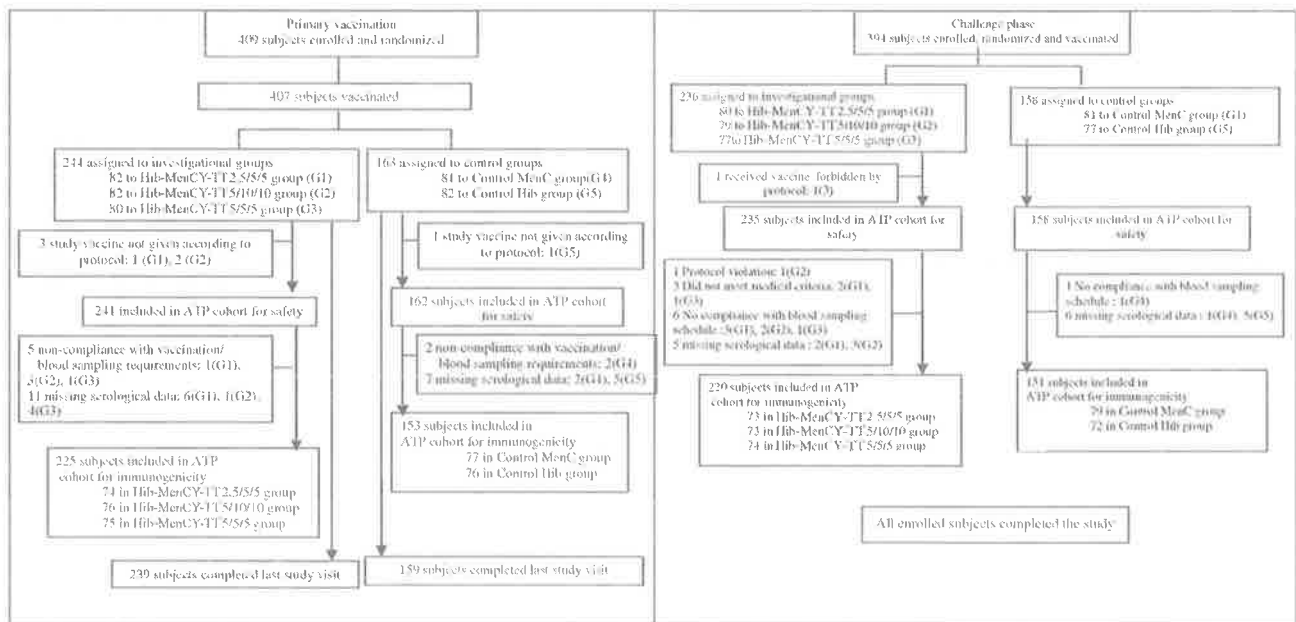 Primary vaccination
409 subjects enrolled and randomized
407 subjects vaccinated
244 assigned to investigational groups
82 to Hib-MenCY-TT2.5/5/5 group (G1)
82 to Hib-MenCY-TT5/10/10 group (G2)
80 to Hib-MenCY-TT5/5/5 group (G3)
163 assigned to control groups
81 to Control MenC group(G4)
82 to Control Hib group (G5)
3 study vaccine not given according to
protocol: 1 (G1), 2 (G2)
1 study vaccine not given according
to protocol: 1(G5)
241 included in ATP cohort for safety
162 subjects included in ATP cohort
for safety
5 non-compliance with vaccination/
blood sampling requirements: 1(G1),
3(G2), 1(G3)
11 missing serological data: 6(G1), 1(G2),
4(G3)
2 non-compliance with vaccination/
blood sampling requirements: 2(G4)
7 missing serological data: 2(G4), 5(G5)
225 subjects included in ATP
cohort for immunogenicity
74 in Hib-MenCY-TT2.5/5/5 group
76 in Hib-MenCY-TT5/10/10 group
75 in Hib-MenCY-TT5/5/5 group
153 subjects included in
ATP cohort for immunogenicity
77 in Control MenC group
76 in Control Hib group
239 subjects completed last study visit
159 subjects completed last study visit
Challenge phase
394 subjects enrolled, randomized and vaccinated
236 assigned to investigational groups
80 to Hib-MenCY-TT2.5/5/5 group (G1)
79 to Hib-MenCY-TT5/10/10 group (G2)
77to Hib-MenCY-TT5/5/5 group (G3)
158 assigned to control groups
81 to Control MenC group
77 to Control Hib group (G5)
1 received vaccine forbidden by
protocol: 1(3)
235 subjects included in ATP cohort for
safety
158 subjects included in ATP cohort for
safety
1 Protocol violation: 1(G2)
3 Did not meet medical criteria: 2(G1),
1(G3)
6 No compliance with blood sampling
schedule :3(G1), 2(G2), 1(G3)
5 missing serological data : 2(G1), 3(G2)
1 No compliance with blood sampling
schedule : 1(G4)
6 missing serological data : 1(G4), 5(G5)
220 subjects included in ATP
cohort for immunogenicity
73 in Hib-MenCY-TT2.5/5/5 group
73 in Hib-MenCY-TT5/10/10 group
74 in Hib-MenCY-TT5/5/5 group
151 subjects included in
ATP cohort for immunogenicity
79 in Control MenC group
72 in Control Hib group
All enrolled subjects completed the study